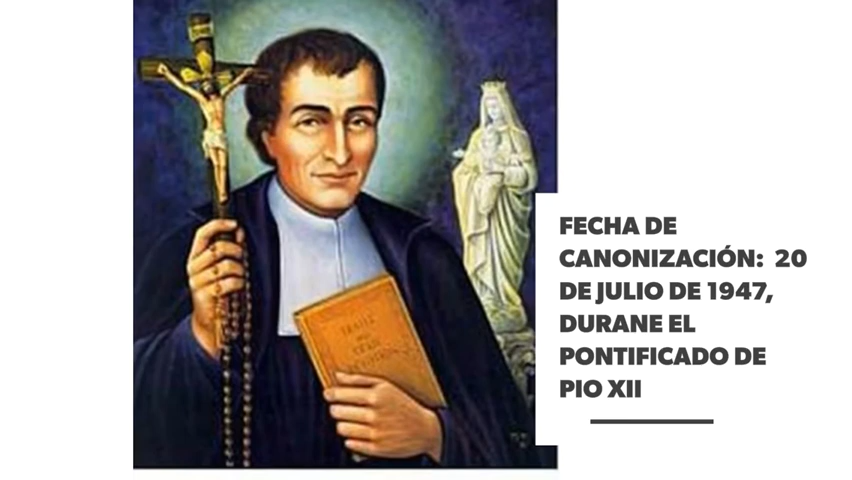 FECHA DE
CANONIZACIÓN: 20
DE JULIO DE 1947,
DURANE EL
PONTIFICADO DE
PIO XII